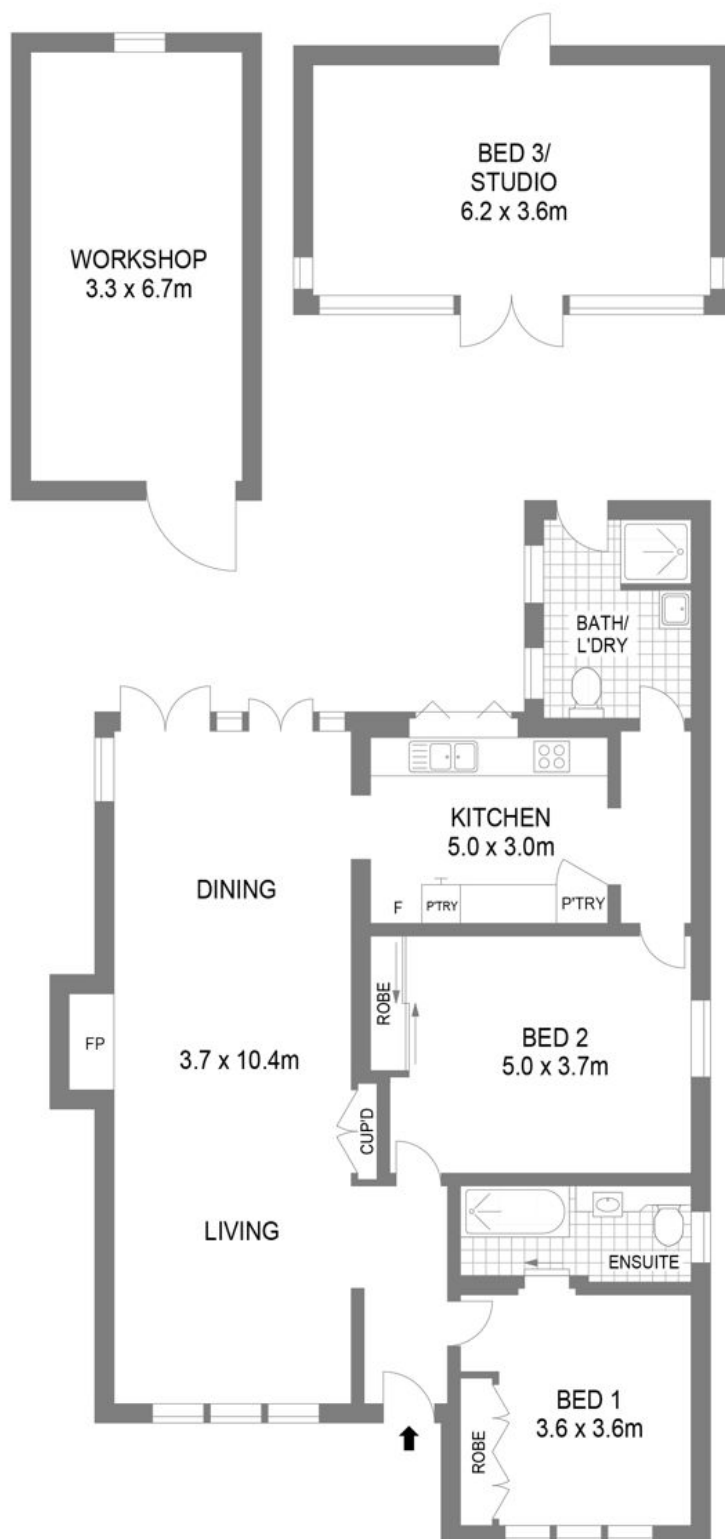 WORKSHOP
3.3 x 6.7m
BED 3/
STUDIO
6.2 x 3.6m
BATH/
L'DRY
KITCHEN
5.0 x 3.0m
F
P'TRY
P'TRY
DINING
FP
3.7 x 10.4m
ROBE
BED 2
5.0 x 3.7m
CUP'D
LIVING
ENSUITE
BED 1
3.6 x 3.6m
ROBE